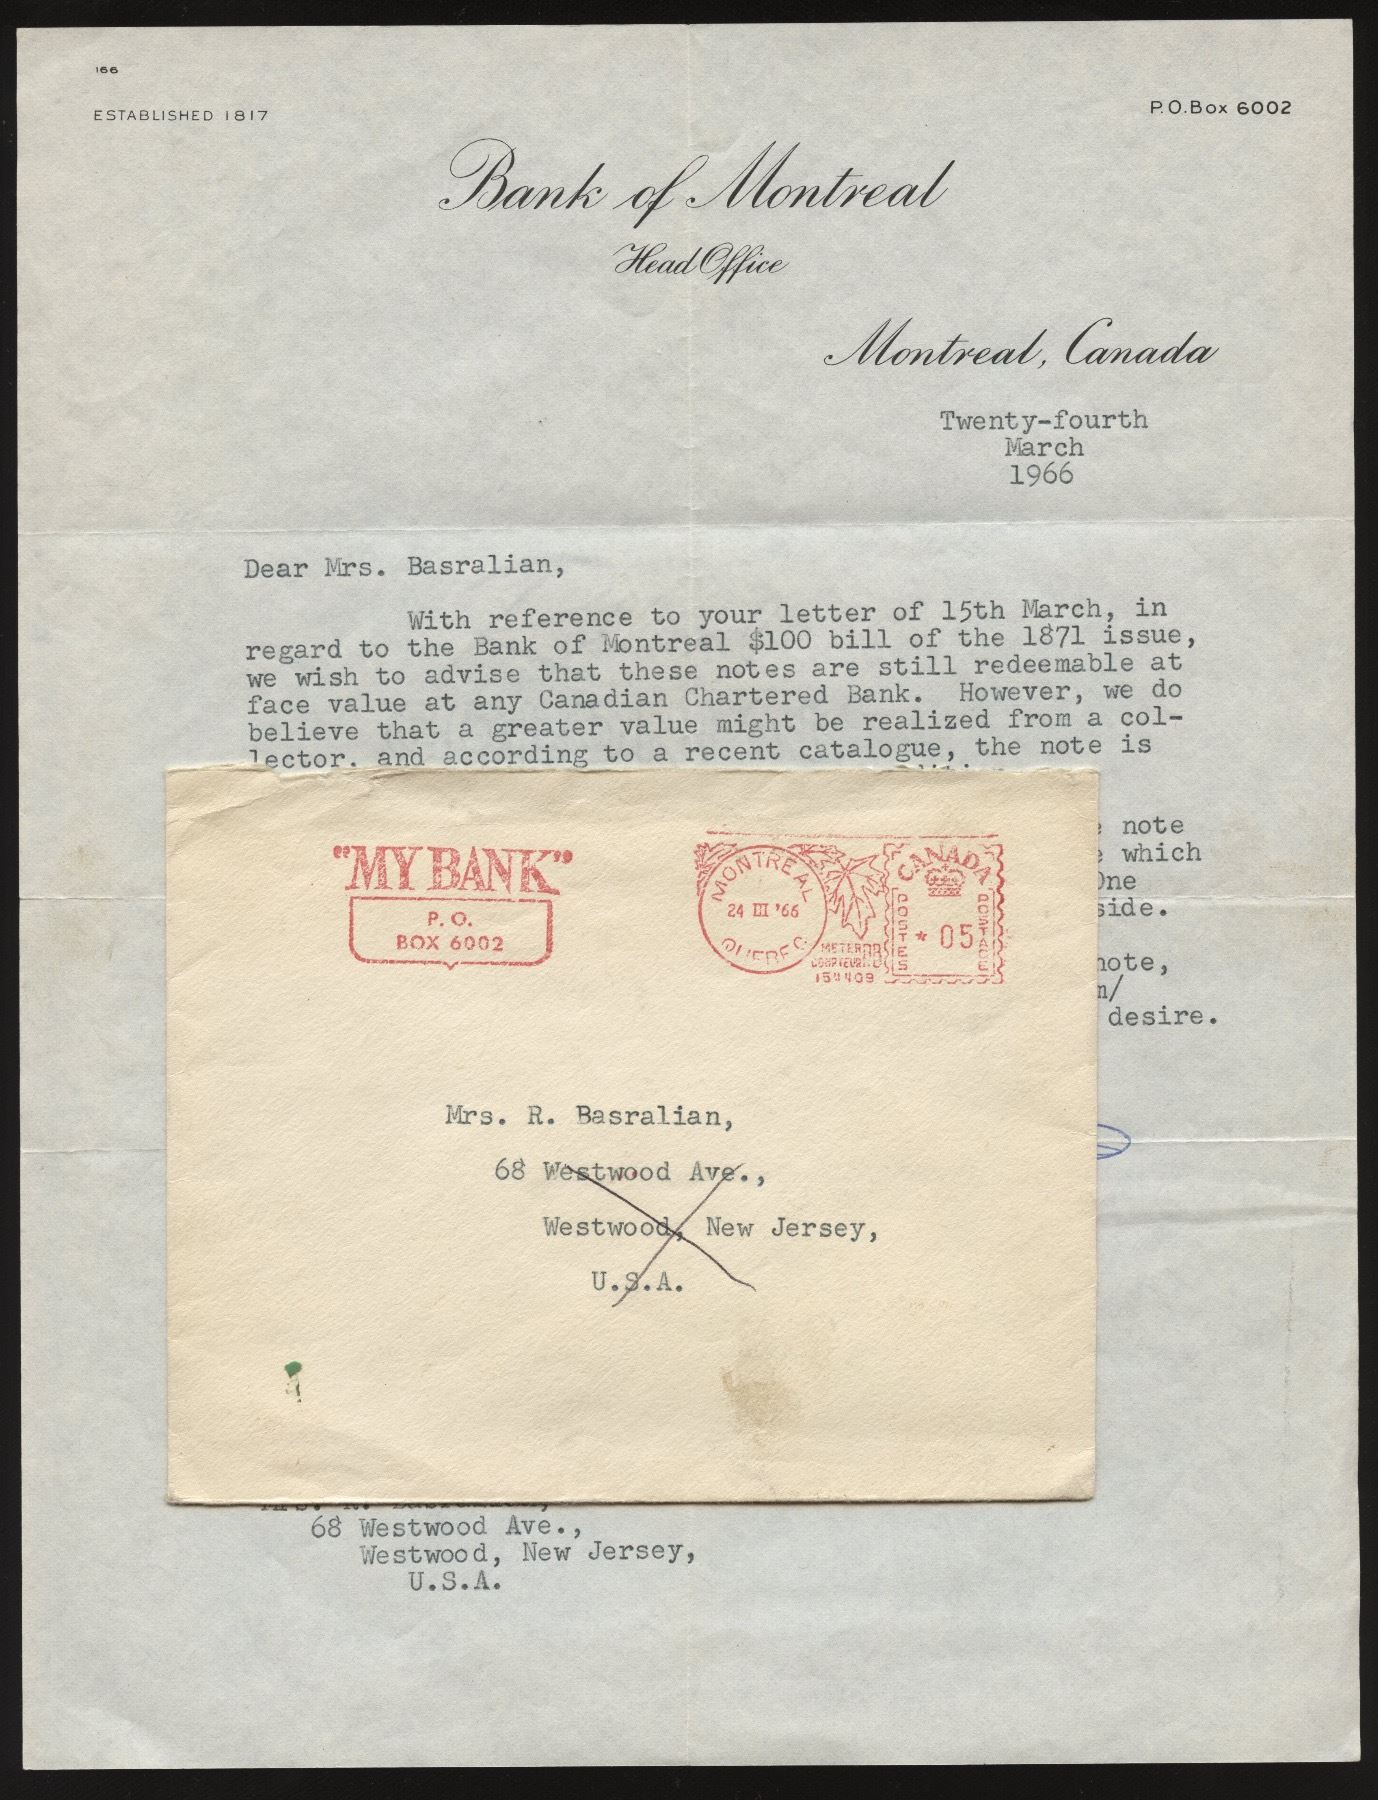 166
ESTABLISHED 1817
P.O.Box 6002
Bank of Montreal
Head Office
Montreal, Canada
Twenty-fourth
March
1966
Dear Mrs. Basralian,
With reference to your letter of 15th March, in
regard to the Bank of Montreal $100 bill of the 1871 issue,
we wish to advise that these notes are still redeemable at
face value at any Canadian Chartered Bank. However, we do
believe that a greater value might be realized from a col-
lector. and according to a recent catalogue, the note is
note
which
One
side.
note,
desire.
"MY BANK"
P. O.
BOX 6002
MONTREAL
24 III '66
QUEBEC
METER
COMPTEUR
154409
CANADA
POSTES
* 05
POSTAGE
Mrs. R. Basralian,
68 Westwood Ave.,
Westwood, New Jersey,
U.S.A.
Mrs. R. Basralian,
68 Westwood Ave.,
Westwood, New Jersey,
U.S.A.